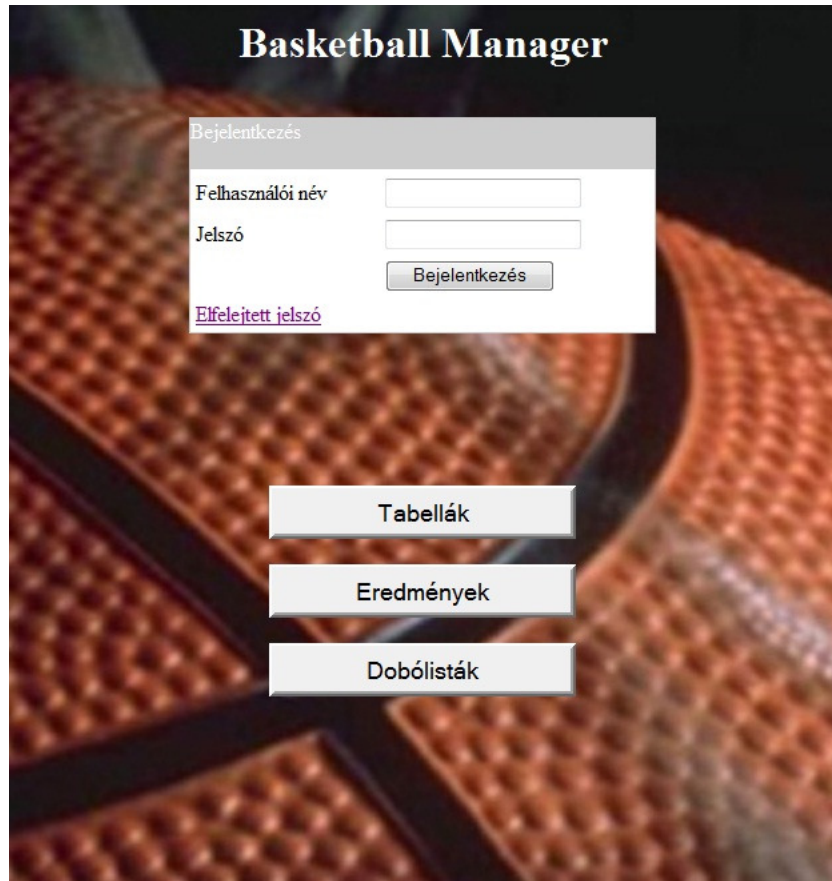 Basketball Manager
Bejelentkezés
Felhasználói név
Jelszó
Bejelentkezés
Elfelejtett jelszó
Tabellák
Eredmények
Dobólisták